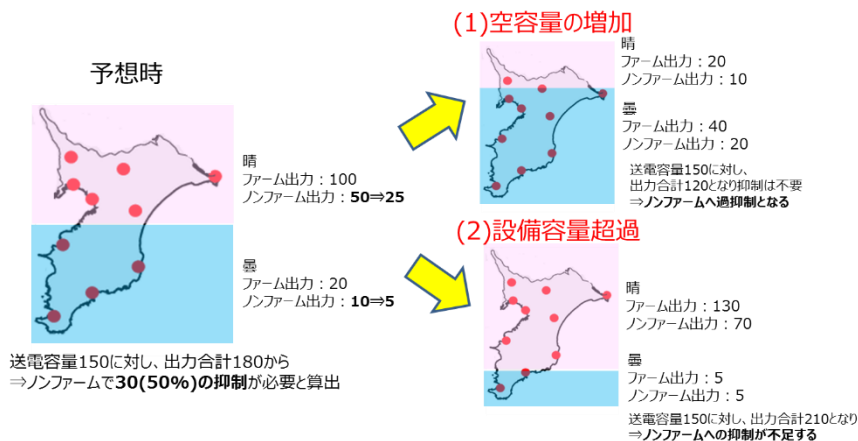 予想時
晴
ファーム出力：100
ノンファーム出力：50⇒25
曇
ファーム出力：20
ノンファーム出力：10⇒5
送電容量150に対し、出力合計180から
⇒ノンファームで30(50%)の抑制が必要と算出
(1)空容量の増加
晴
ファーム出力：20
ノンファーム出力：10
曇
ファーム出力：40
ノンファーム出力：20
送電容量150に対し、
出力合計120となり抑制は不要
⇒ノンファームへ過抑制となる
(2)設備容量超過
晴
ファーム出力：130
ノンファーム出力：70
曇
ファーム出力：5
ノンファーム出力：5
送電容量150に対し、出力合計210となり
⇒ノンファームへの抑制が不足する